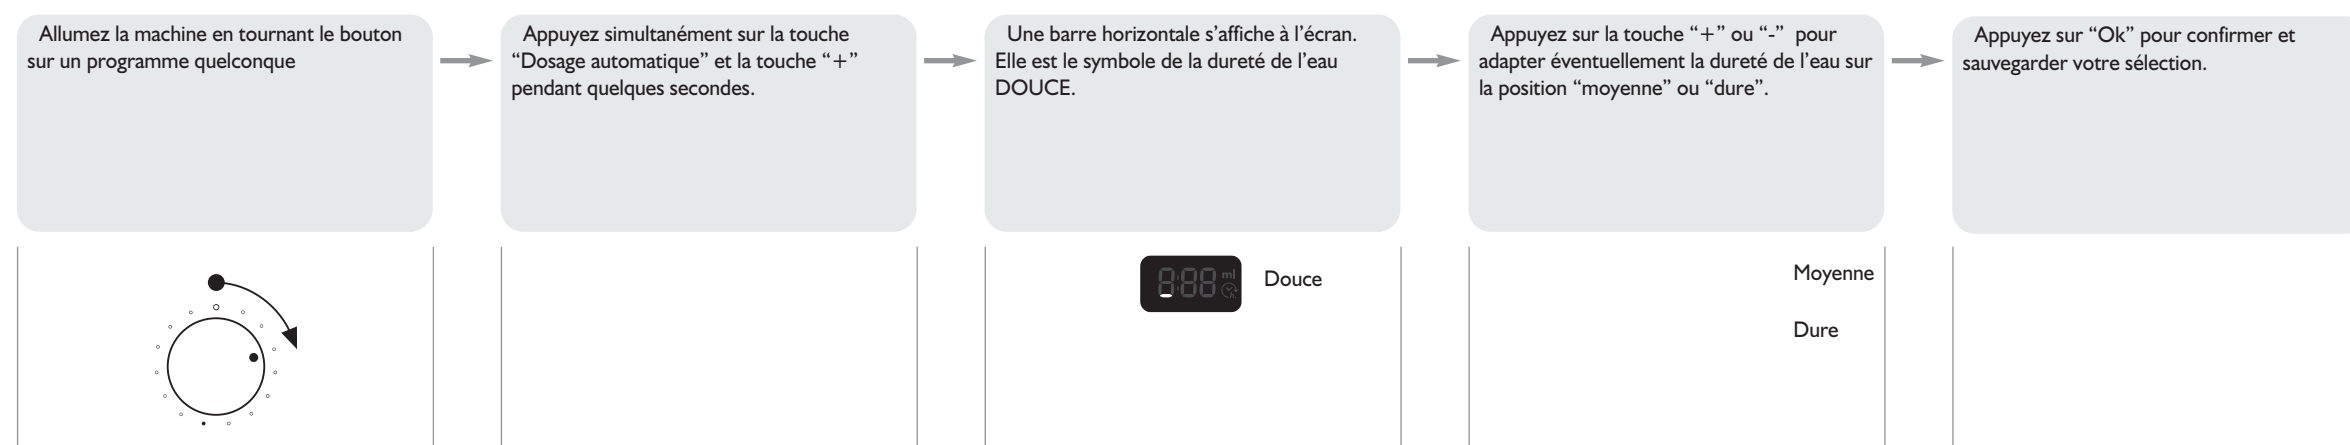 Allumez la machine en tournant le bouton
sur un programme quelconque
Appuyez simultanément sur la touche
“Dosage automatique” et la touche “+”
pendant quelques secondes.
Une barre horizontale s’affiche à l’écran.
Elle est le symbole de la dureté de l’eau
DOUCE.
Appuyez sur la touche “+” ou “-” pour
adapter éventuellement la dureté de l’eau sur
la position “moyenne” ou “dure”.
Appuyez sur “Ok” pour confirmer et
sauvegarder votre sélection.
8:88 ml
h
Douce
Moyenne
Dure